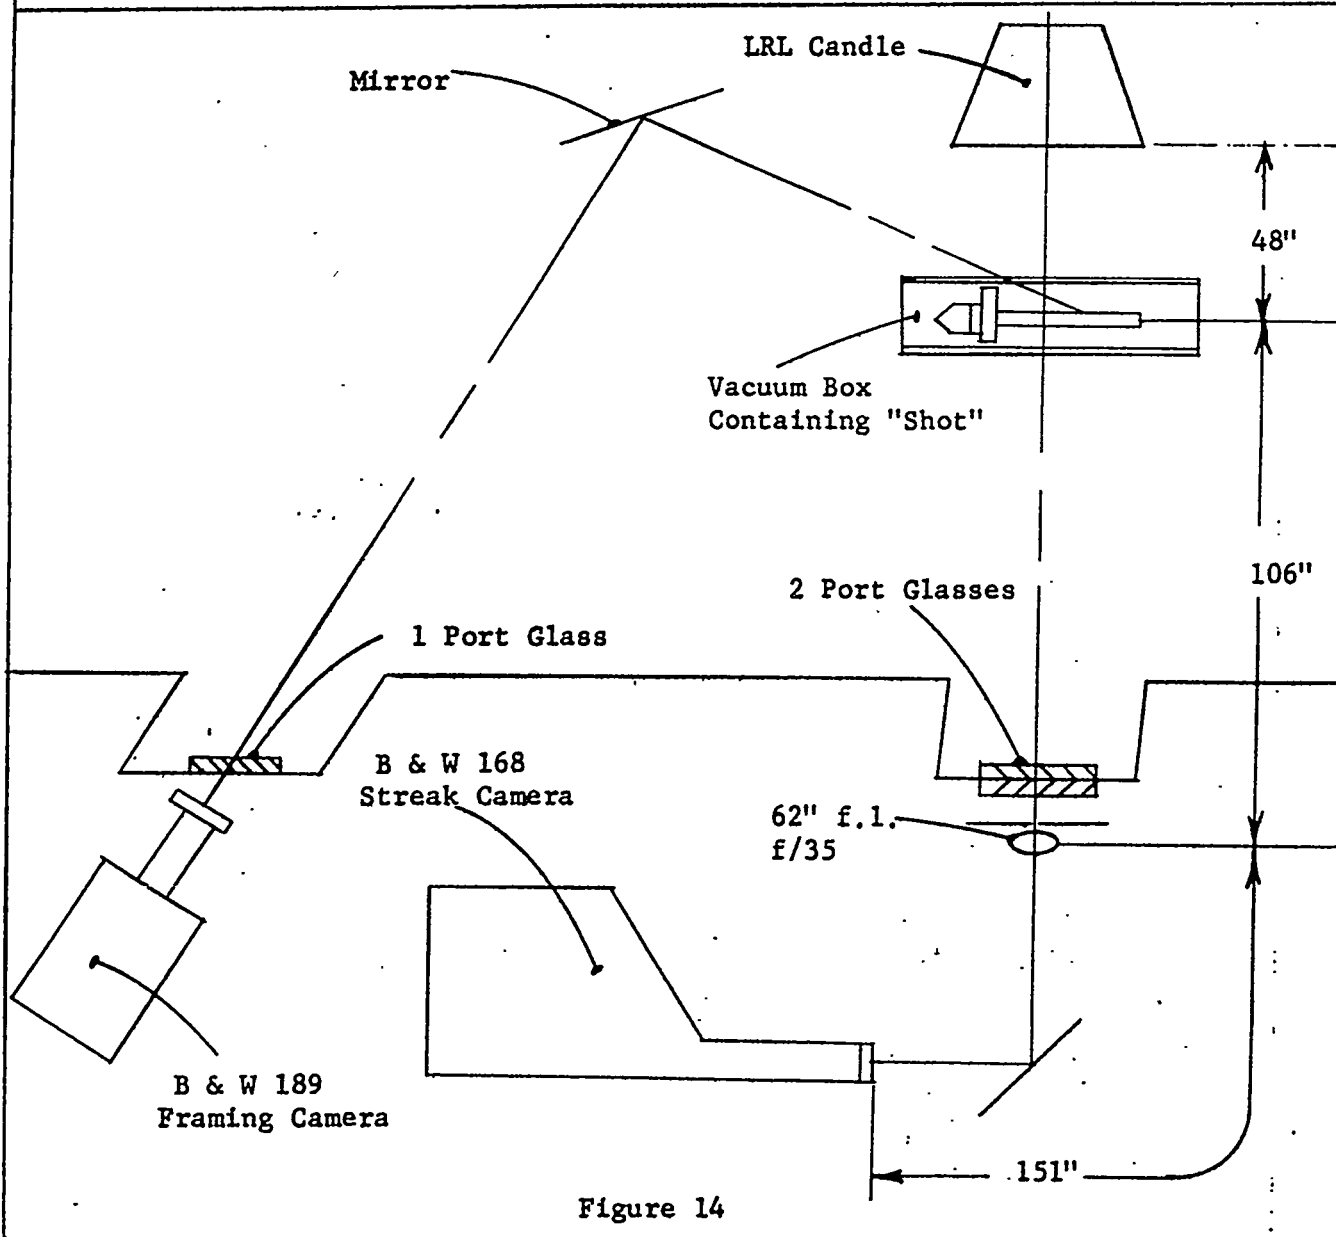 LRL Candle
Mirror
48"
Vacuum Box
Containing "Shot"
106"
2 Port Glasses
1 Port Glass
B & W 168
Streak Camera
62" f.l.
f/35
B & W 189
Framing Camera
151"
Figure 14